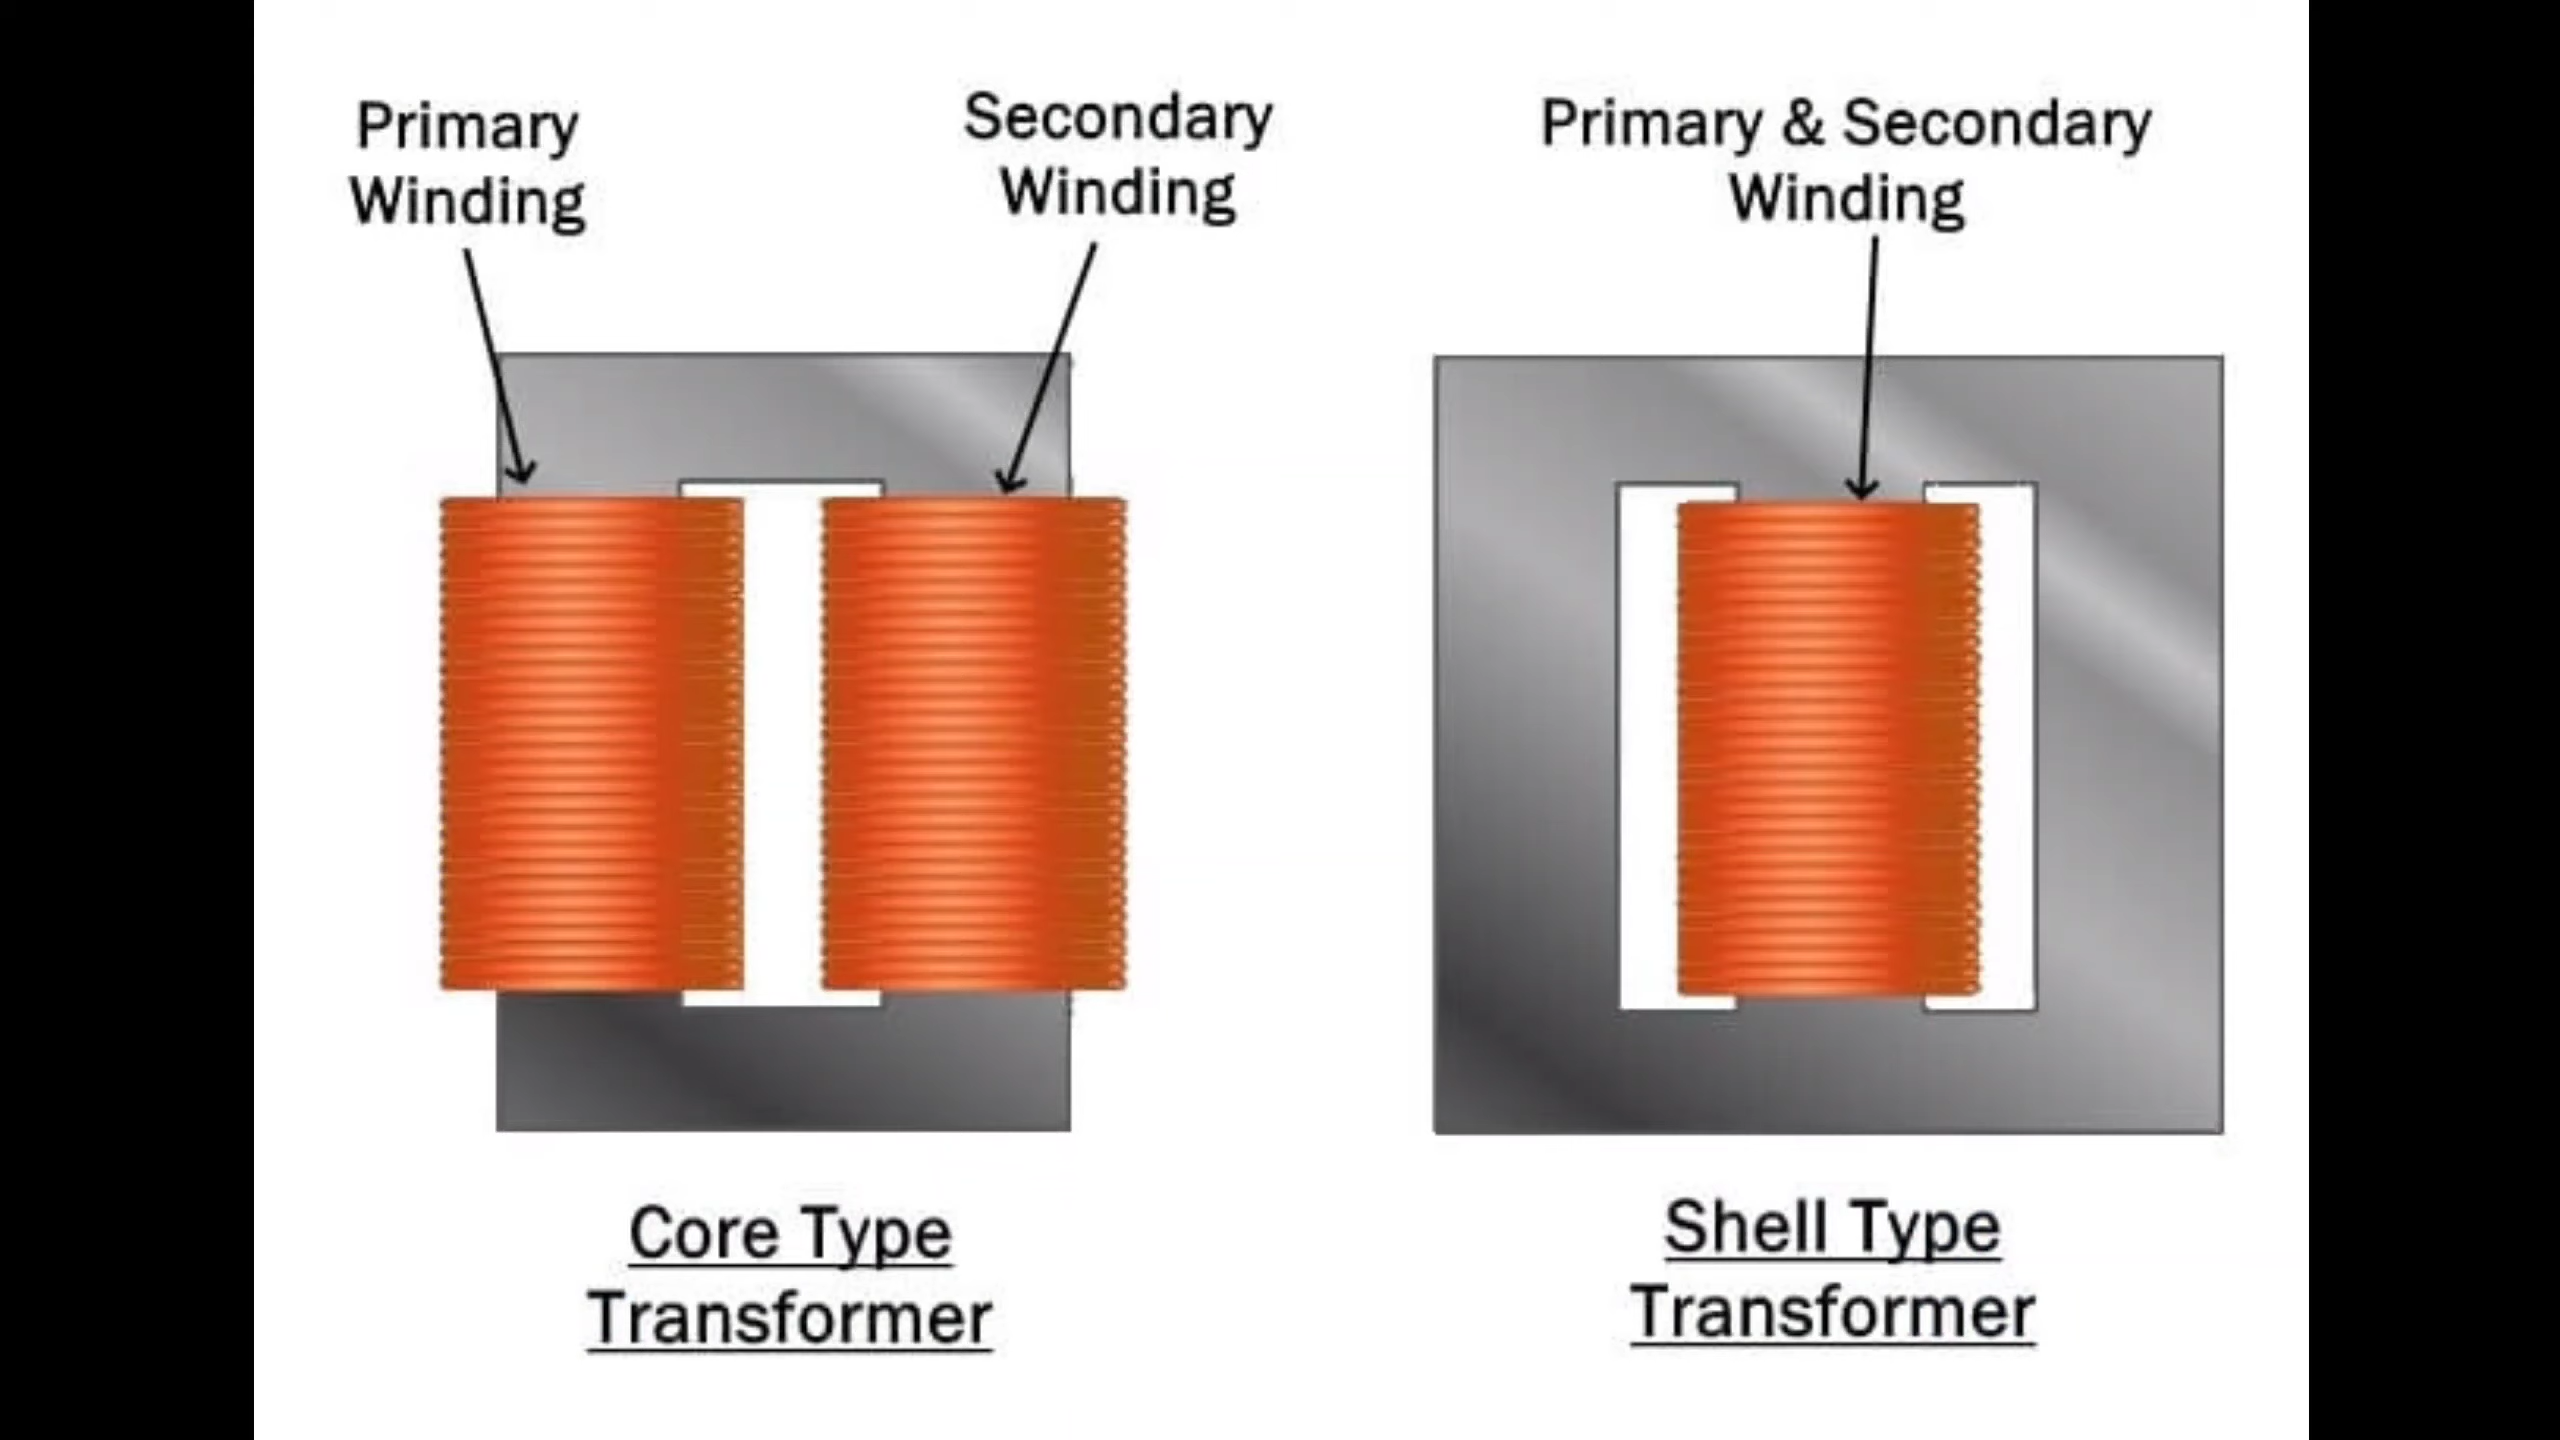 Primary
Winding
Secondary
Winding
Primary & Secondary
Winding
Core Type
Transformer
Shell Type
Transformer